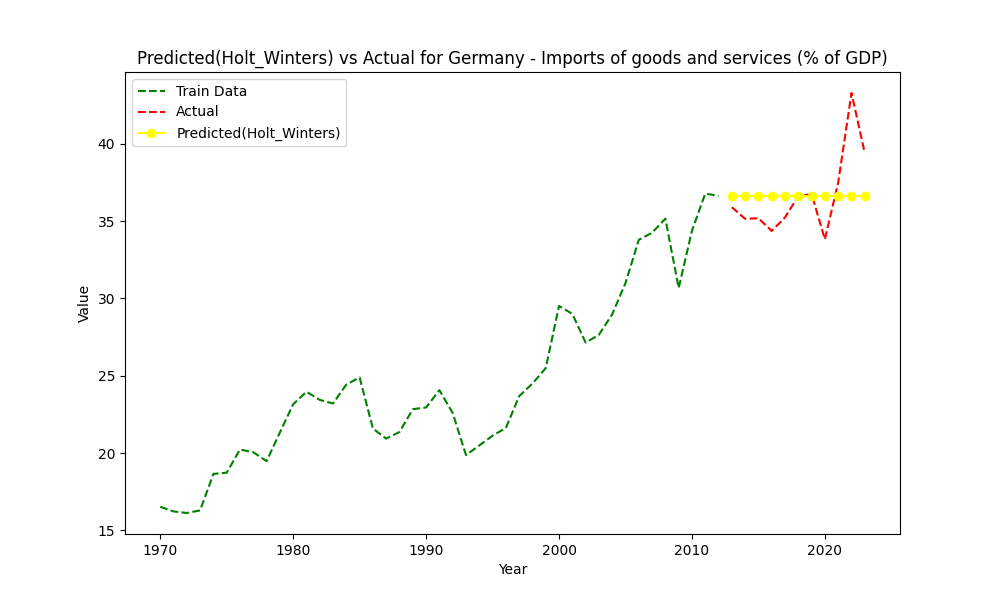 Predicted(Holt_Winters) vs Actual for Germany - Imports of goods and services (% of GDP)
Train Data
Actual
Predicted(Holt_Winters)
40
35
30
25
20
15
Value
1970 1980 1990 2000 2010 2020
Year